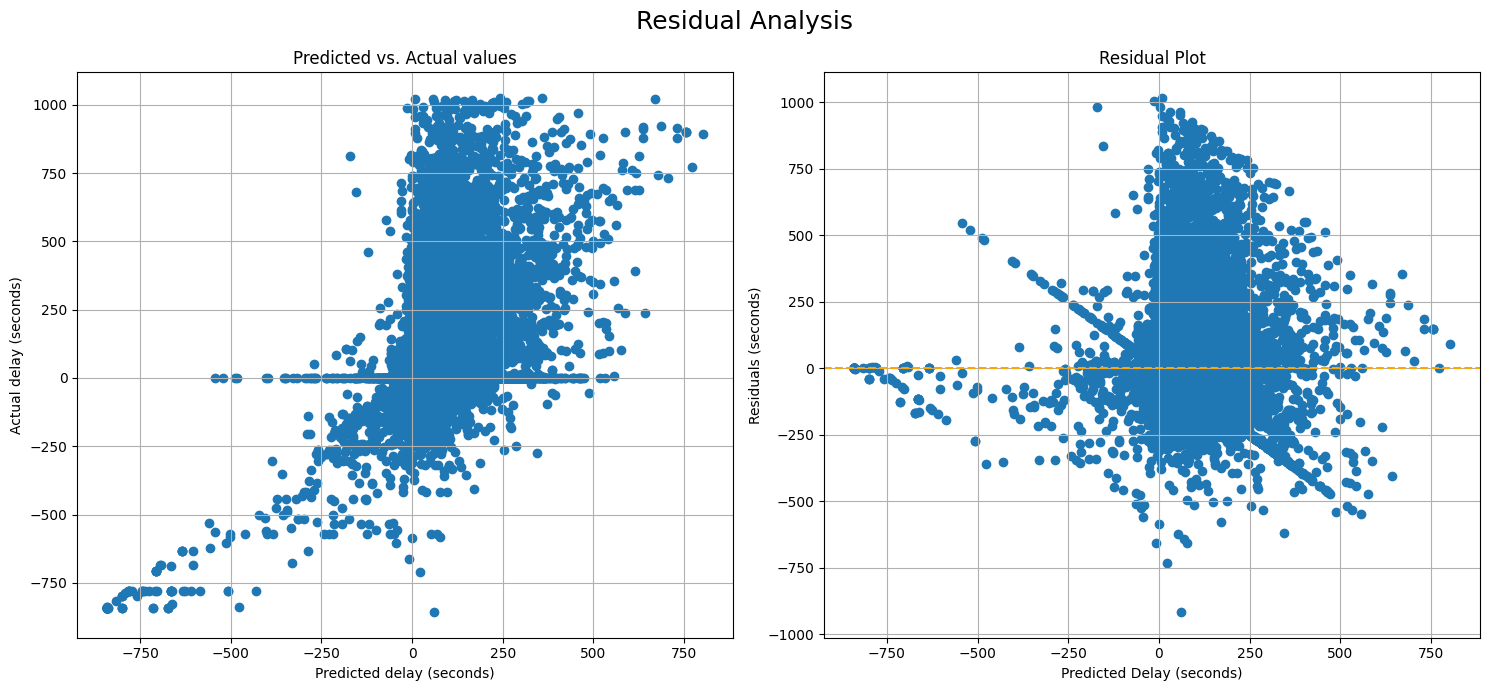 Residual Analysis
Predicted vs. Actual values
1000
750
500
250
0
−250
−500
−750
Actual delay (seconds)
−750 −500 −250 0 250 500 750
Predicted delay (seconds)
Residual Plot
1000
750
500
250
0
−250
−500
−750
−1000
Residuals (seconds)
−750 −500 −250 0 250 500 750
Predicted Delay (seconds)